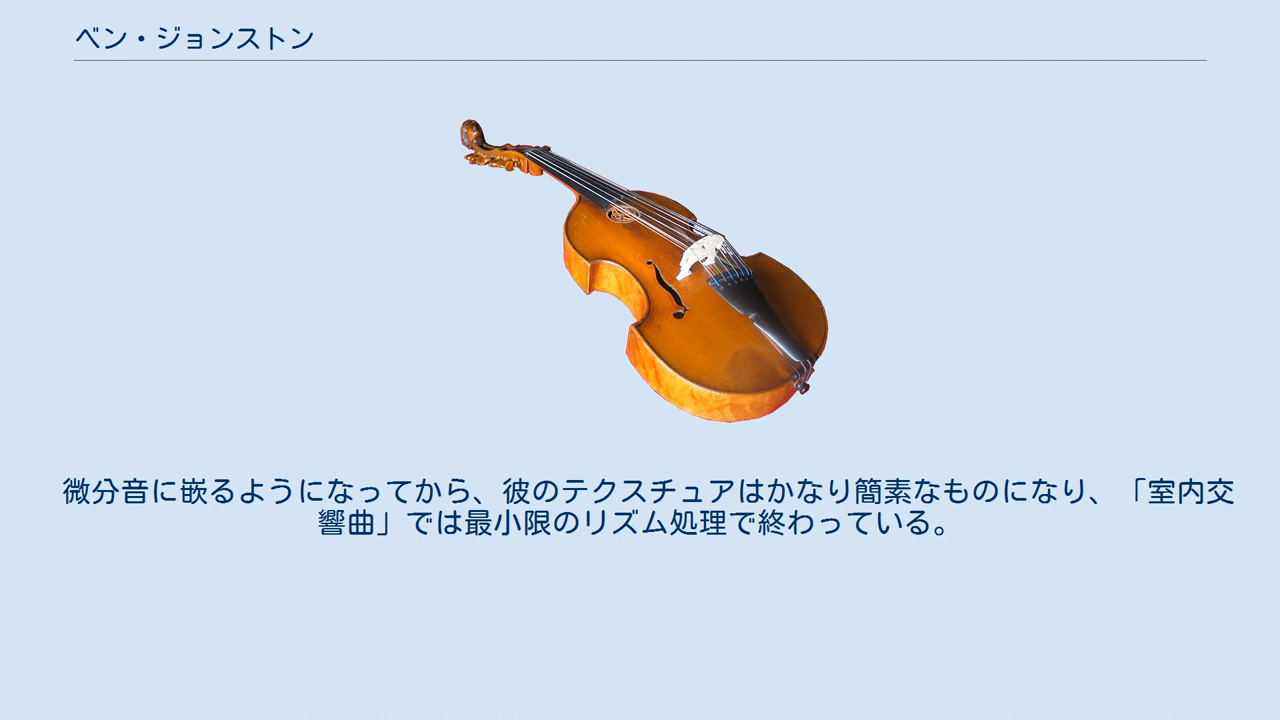 ベン・ジョンストン
微分音に嵌るようになってから、彼のテクスチュアはかなり簡素なものになり、「室内交
響曲」では最小限のリズム処理で終わっている。